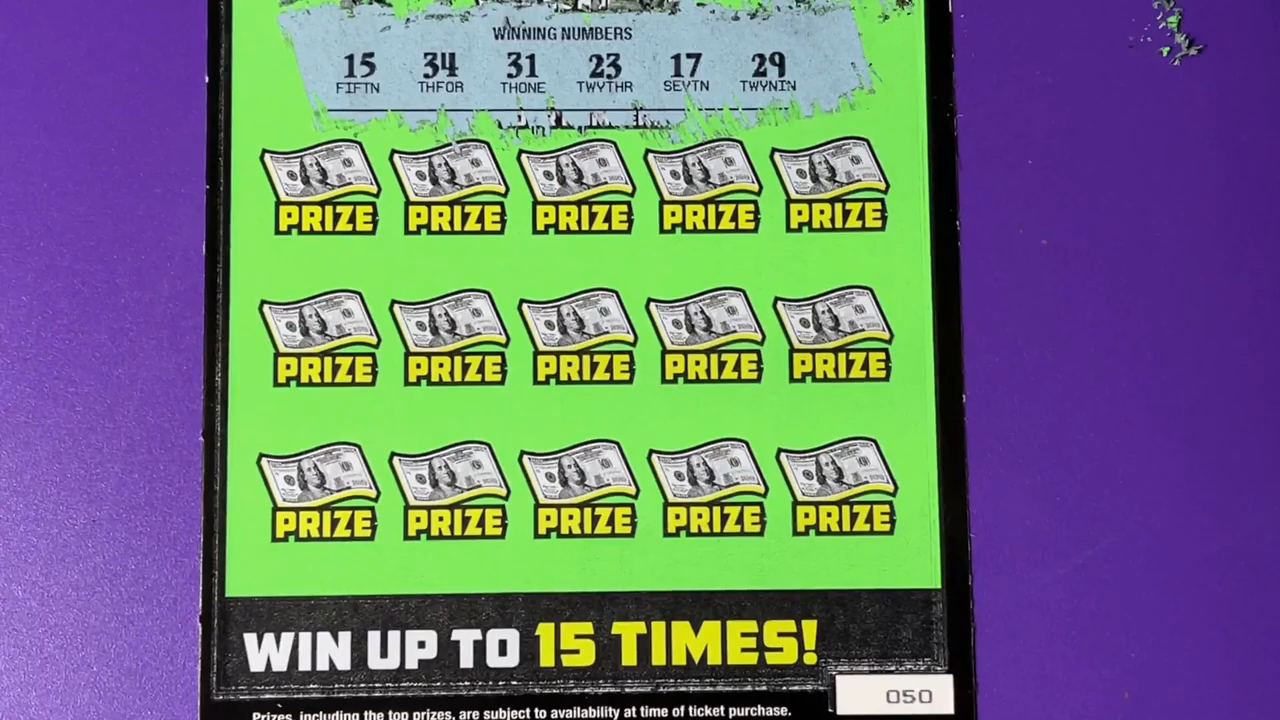 WINNING NUMBERS
15 34 31 23 17 29
FIFTN THFOR THONE TWYTHR SEVTN TWYNIN
PRIZE PRIZE PRIZE PRIZE PRIZE
PRIZE PRIZE PRIZE PRIZE PRIZE
PRIZE PRIZE PRIZE PRIZE PRIZE
WIN UP TO 15 TIMES!
050
Prizes, including the top prizes, are subject to availability at time of ticket purchase.